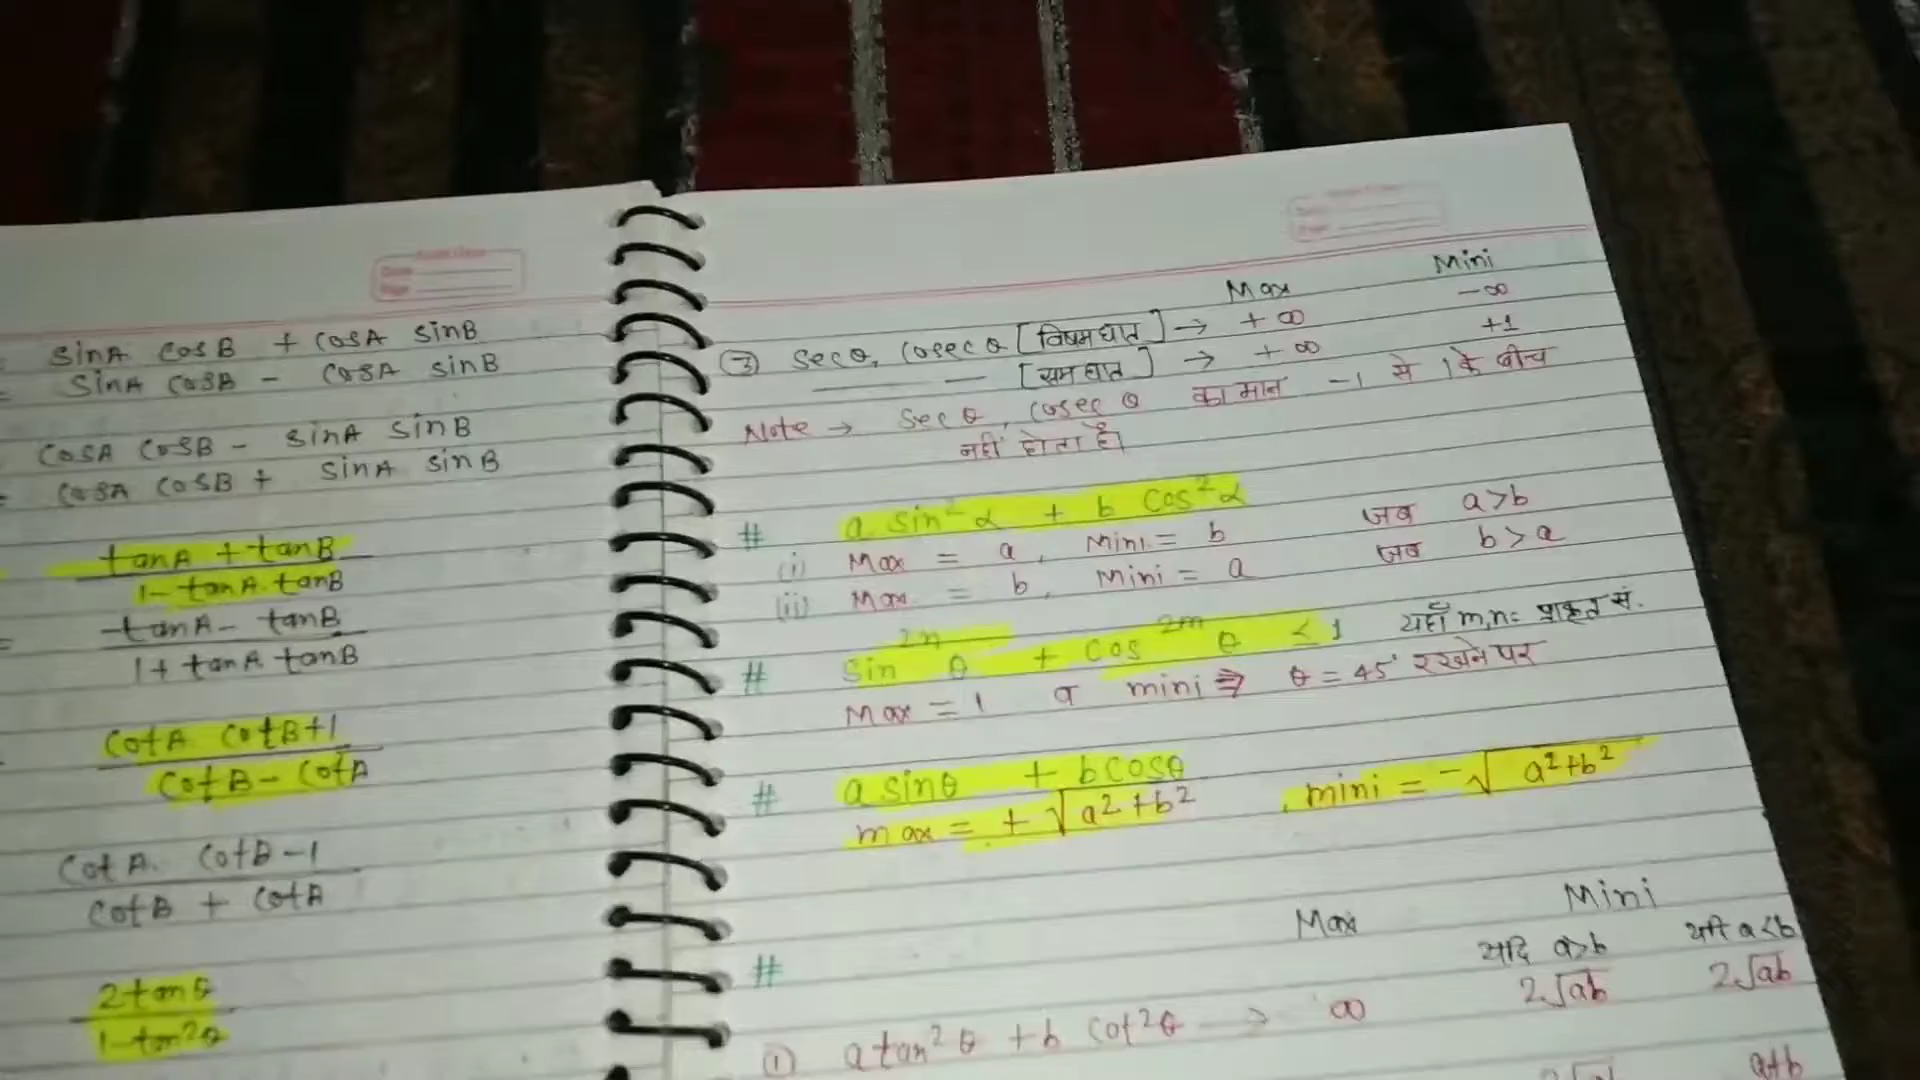 sinA cosB + cosA sinB
= sinA cosB - cosA sinB
cosA cosB - sinA sinB
= cosA cosB + sinA sinB
tanA + tanB
1 - tanA. tanB
= tanA - tanB
1 + tanA tanB
cotA cotB+1
cotB - cotA
cotA. cotB-1
cotB + cotA
2tanθ
1-tan²θ
Max Mini
③ secθ, cosecθ [विषमघात] → +∞ -∞
[समघात] → +∞ +1
Note → secθ, cosecθ का मान -1 से 1 के बीच
नहीं होता है।
# a sin²α + b cos²α
(i) Max = a, Mini = b जब a>b
(ii) Max = b, Mini = a जब b>a
# sin²ⁿθ + cos²ᵐθ ≤ 1 यहाँ m,n= प्राकृत सं.
Max = 1 व mini ⇒ θ = 45° रखने पर
# a sinθ + b cosθ
max = +√a²+b² , mini = -√a²+b²
Max Mini
# यदि a>b यदि a<b
① a tan²θ + b cot²θ → ∞ 2√ab 2√ab
a+b